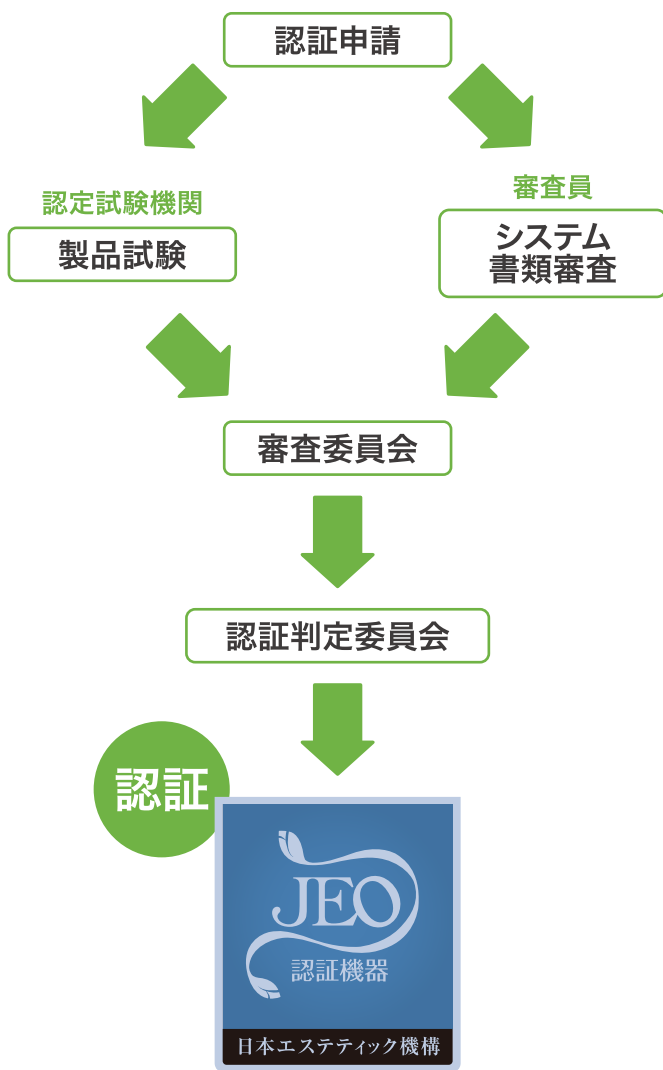 認証申請
認定試験機関
製品試験
審査員
システム
書類審査
審査委員会
認証判定委員会
認証
JEO
認証機器
日本エステティック機構